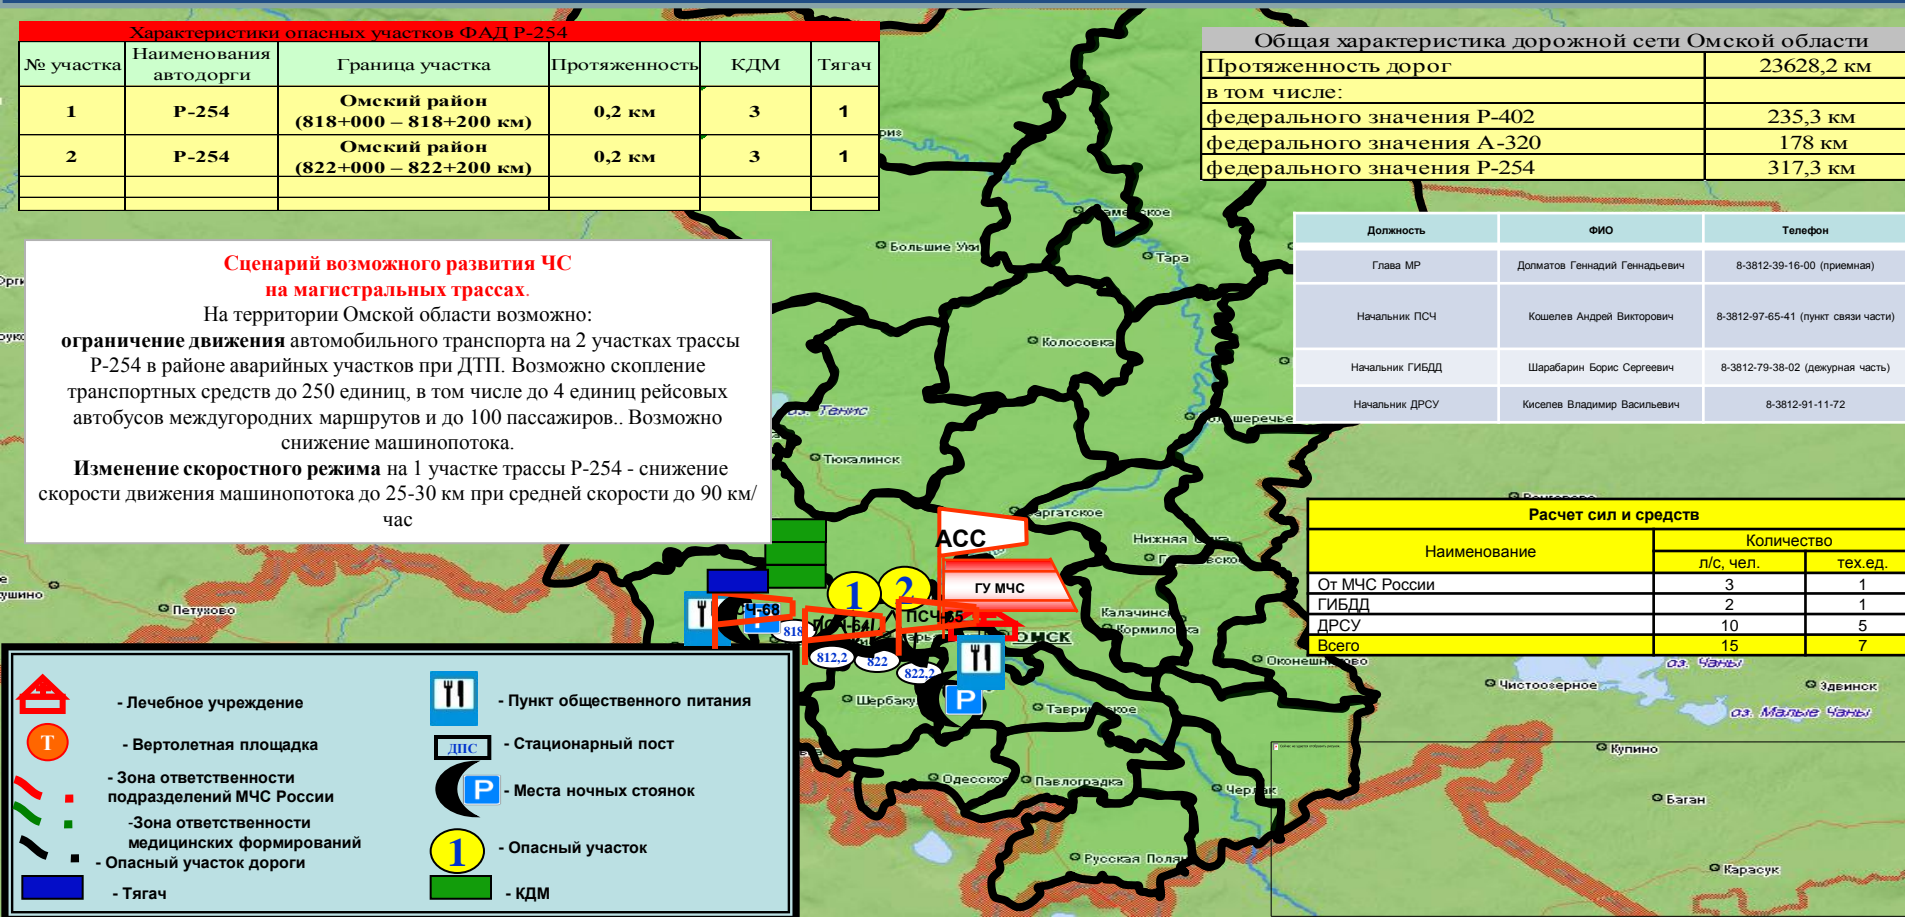 Характеристики опасных участков ФАД Р-254
№ участка
Наименования
автодорги
Граница участка
Протяженность
КДМ
Тягач
1
Р-254
Омский район
(818+000 – 818+200 км)
0,2 км
3
1
2
Р-254
Омский район
(822+000 – 822+200 км)
0,2 км
3
1
Общая характеристика дорожной сети Омской области
Протяженность дорог
23628,2 км
в том числе:
федерального значения Р-402
235,3 км
федерального значения А-320
178 км
федерального значения Р-254
317,3 км
Должность
ФИО
Телефон
Глава МР
Долматов Геннадий Геннадьевич
8-3812-39-16-00 (приемная)
Начальник ПСЧ
Кошелев Андрей Викторович
8-3812-97-65-41 (пункт связи части)
Начальник ГИБДД
Шарабарин Борис Сергеевич
8-3812-79-38-02 (дежурная часть)
Начальник ДРСУ
Киселев Владимир Васильевич
8-3812-91-11-72
Сценарий возможного развития ЧС
на магистральных трассах.
На территории Омской области возможно:
ограничение движения автомобильного транспорта на 2 участках трассы
Р-254 в районе аварийных участков при ДТП. Возможно скопление
транспортных средств до 250 единиц, в том числе до 4 единиц рейсовых
автобусов междугородних маршрутов и до 100 пассажиров.. Возможно
снижение машинопотока.
Изменение скоростного режима на 1 участке трассы Р-254 - снижение
скорости движения машинопотока до 25-30 км при средней скорости до 90 км/
час
Расчет сил и средств
Наименование
Количество
л/с, чел.
тех.ед.
От МЧС России
3
1
ГИБДД
2
1
ДРСУ
10
5
Всего
15
7
Большие Уки
Тара
Колосовка
оз. Тенис
Тюкалинск
АСС
ГУ МЧС
1
2
ПСЧ-65
818
812,2
822
822,2
P
P
Нижняя
Калачинск
Кормиловка
Омск
Оконешниково
Петухово
Таврическое
Одесское
Павлоградка
Черлак
Русская Поляна
оз. Чаны
Чистоозерное
Здвинск
оз. Малые Чаны
Купино
Баган
Карасук
- Лечебное учреждение
Т
- Вертолетная площадка
- Зона ответственности
подразделений МЧС России
-Зона ответственности
медицинских формирований
- Опасный участок дороги
- Тягач
- Пункт общественного питания
ДПС
- Стационарный пост
P
- Места ночных стоянок
1
- Опасный участок
- КДМ